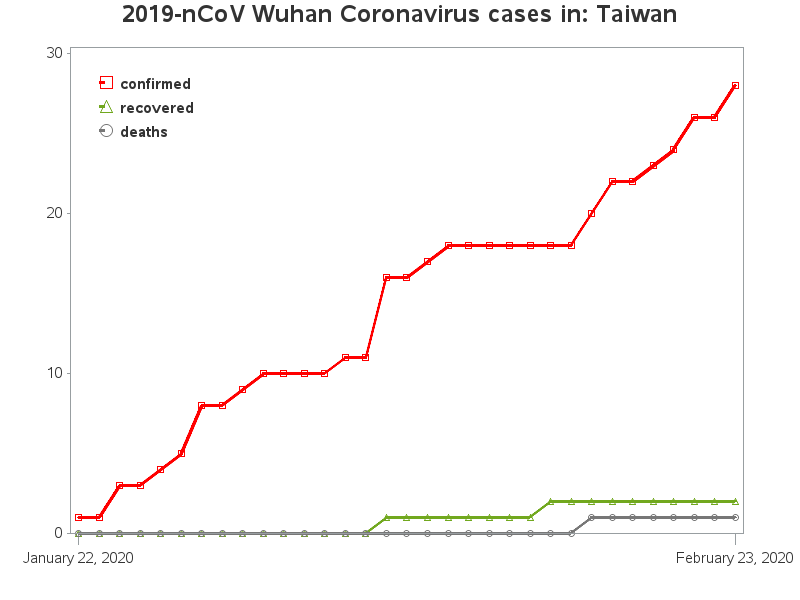 2019-nCoV Wuhan Coronavirus cases in: Taiwan
30
confirmed
recovered
deaths
20
10
0
January 22, 2020
February 23, 2020